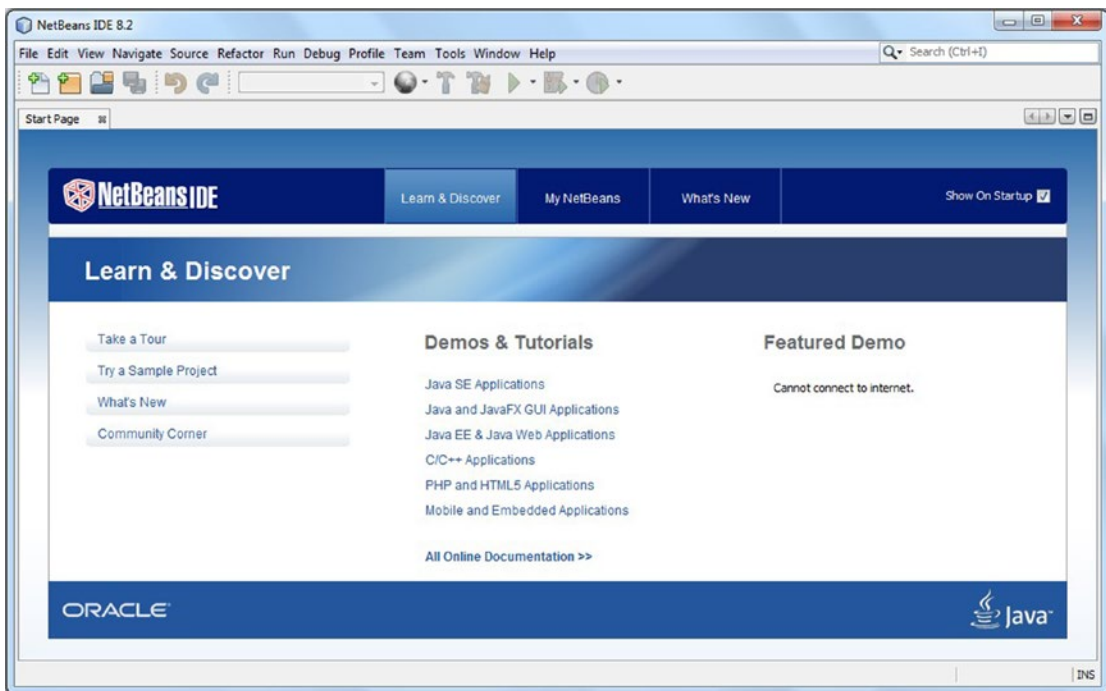 NetBeans IDE 8.2
File Edit View Navigate Source Refactor Run Debug Profile Team Tools Window Help
Search (Ctrl+I)
Start Page
NetBeans IDE
Learn & Discover
My NetBeans
What's New
Show On Startup
Learn & Discover
Take a Tour
Try a Sample Project
What's New
Community Corner
Demos & Tutorials
Java SE Applications
Java and JavaFX GUI Applications
Java EE & Java Web Applications
C/C++ Applications
PHP and HTML5 Applications
Mobile and Embedded Applications
All Online Documentation >>
Featured Demo
Cannot connect to internet.
ORACLE
Java
INS